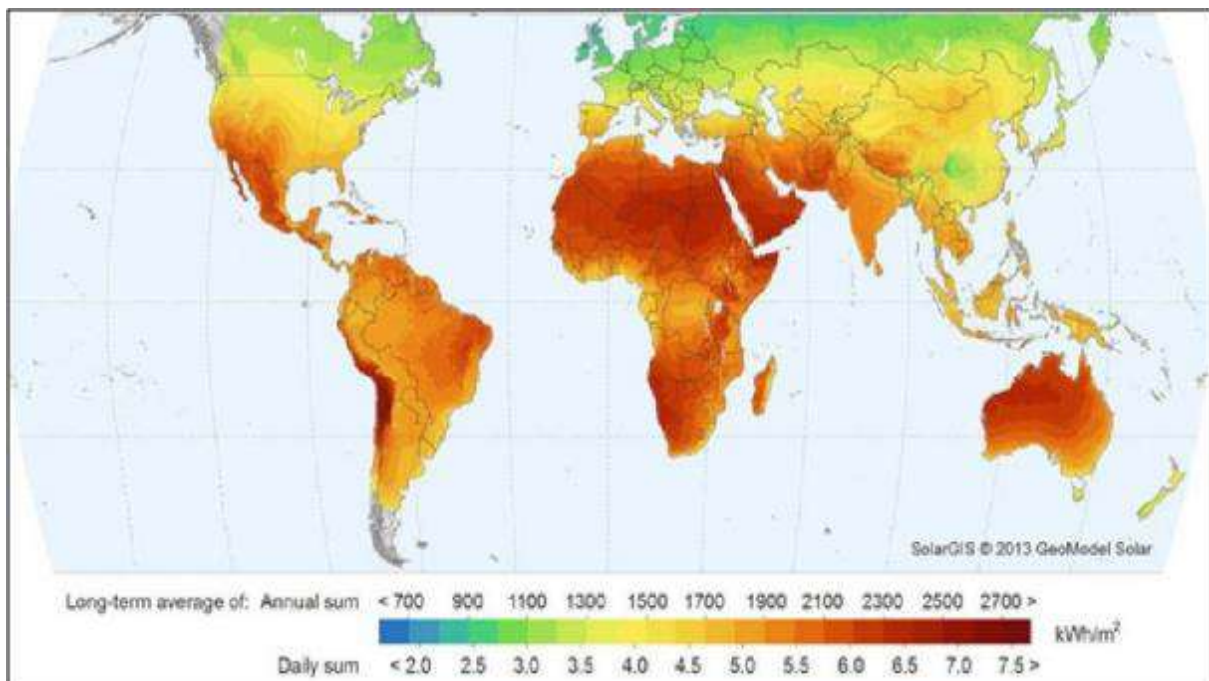 SolarGIS © 2013 GeoModel Solar
Long-term average of: Annual sum < 700 900 1100 1300 1500 1700 1900 2100 2300 2500 2700 >
kWh/m²
Daily sum < 2.0 2.5 3.0 3.5 4.0 4.5 5.0 5.5 6.0 6.5 7.0 7.5 >